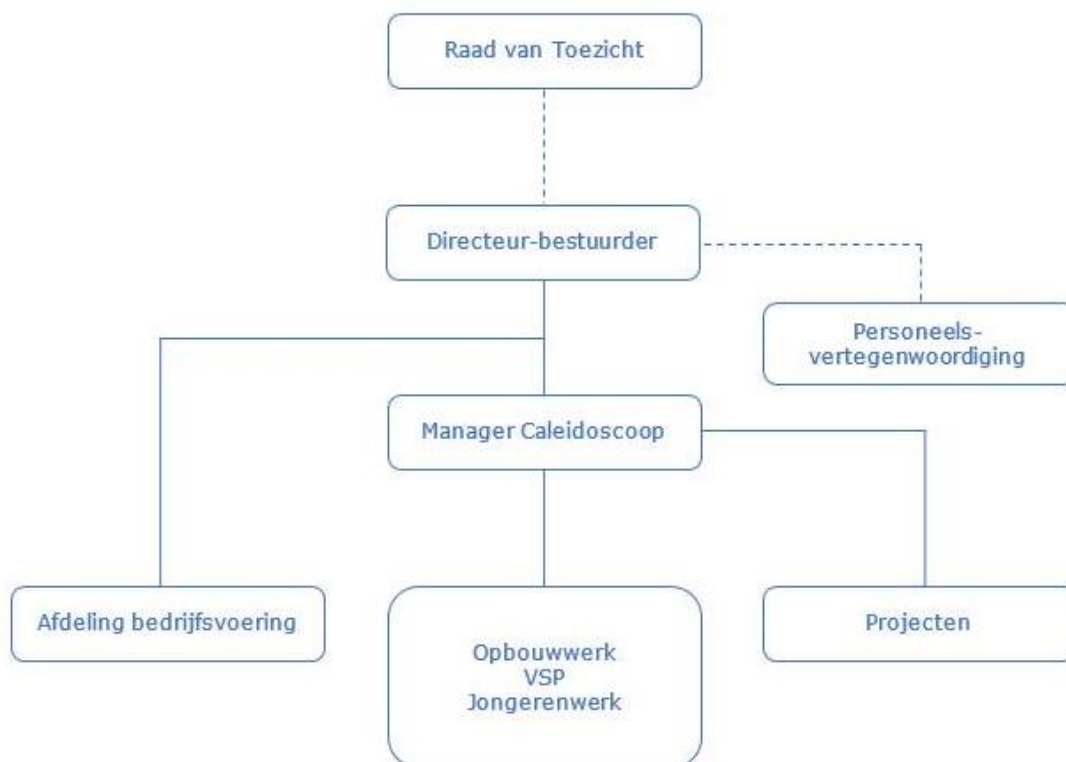 Raad van Toezicht
Directeur-bestuurder
Personeels-
vertegenwoordiging
Manager Caleidoscoop
Afdeling bedrijfsvoering
Opbouwwerk
VSP
Jongerenwerk
Projecten